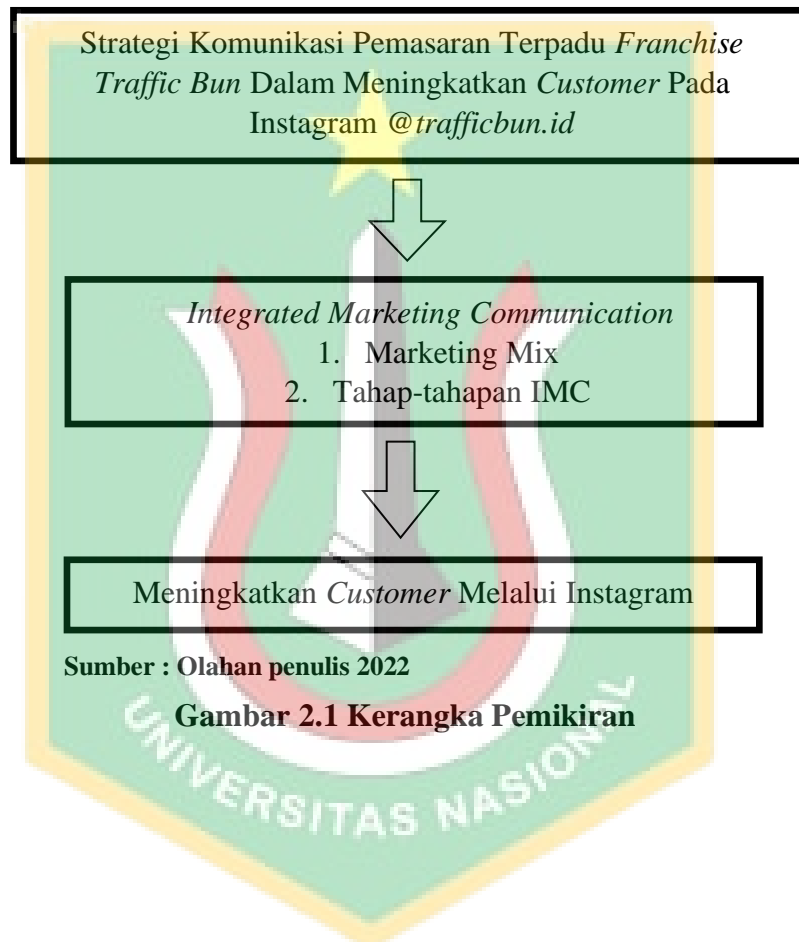 Strategi Komunikasi Pemasaran Terpadu Franchise
Traffic Bun Dalam Meningkatkan Customer Pada
Instagram @trafficbun.id
Integrated Marketing Communication
1. Marketing Mix
2. Tahap-tahapan IMC
Meningkatkan Customer Melalui Instagram
Sumber : Olahan penulis 2022
Gambar 2.1 Kerangka Pemikiran
UNIVERSITAS NASIONAL